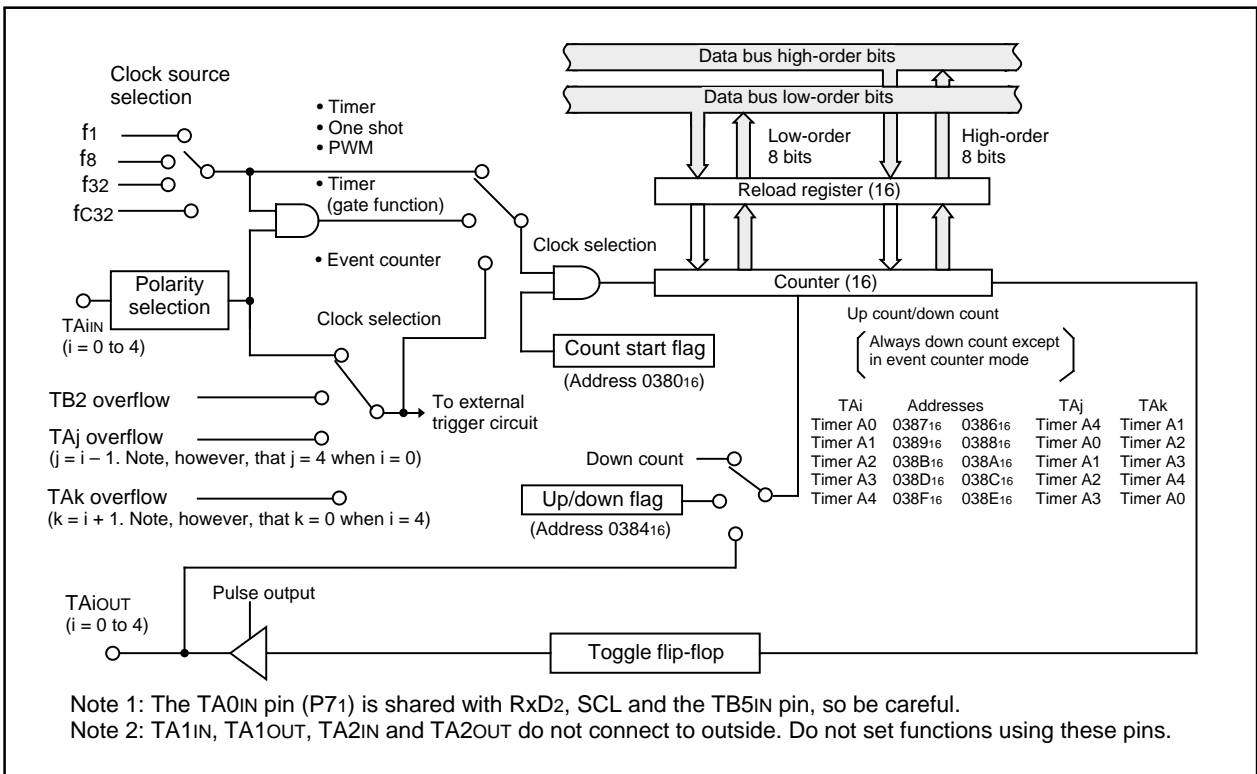 Data bus high-order bits
Data bus low-order bits
Clock source
selection
f1
f8
f32
fC32
• Timer
• One shot
• PWM
• Timer
(gate function)
• Event counter
Low-order
8 bits
High-order
8 bits
Reload register (16)
Clock selection
Counter (16)
Polarity
selection
TAiIN
(i = 0 to 4)
Clock selection
Count start flag
(Address 038016)
Up count/down count
Always down count except
in event counter mode
TB2 overflow
To external
trigger circuit
TAj overflow
(j = i – 1. Note, however, that j = 4 when i = 0)
TAk overflow
(k = i + 1. Note, however, that k = 0 when i = 4)
Down count
Up/down flag
(Address 038416)
TAi Addresses TAj TAk
Timer A0 038716 038616 Timer A4 Timer A1
Timer A1 038916 038816 Timer A0 Timer A2
Timer A2 038B16 038A16 Timer A1 Timer A3
Timer A3 038D16 038C16 Timer A2 Timer A4
Timer A4 038F16 038E16 Timer A3 Timer A0
TAiOUT
(i = 0 to 4)
Pulse output
Toggle flip-flop
Note 1: The TA0IN pin (P71) is shared with RxD2, SCL and the TB5IN pin, so be careful.
Note 2: TA1IN, TA1OUT, TA2IN and TA2OUT do not connect to outside. Do not set functions using these pins.